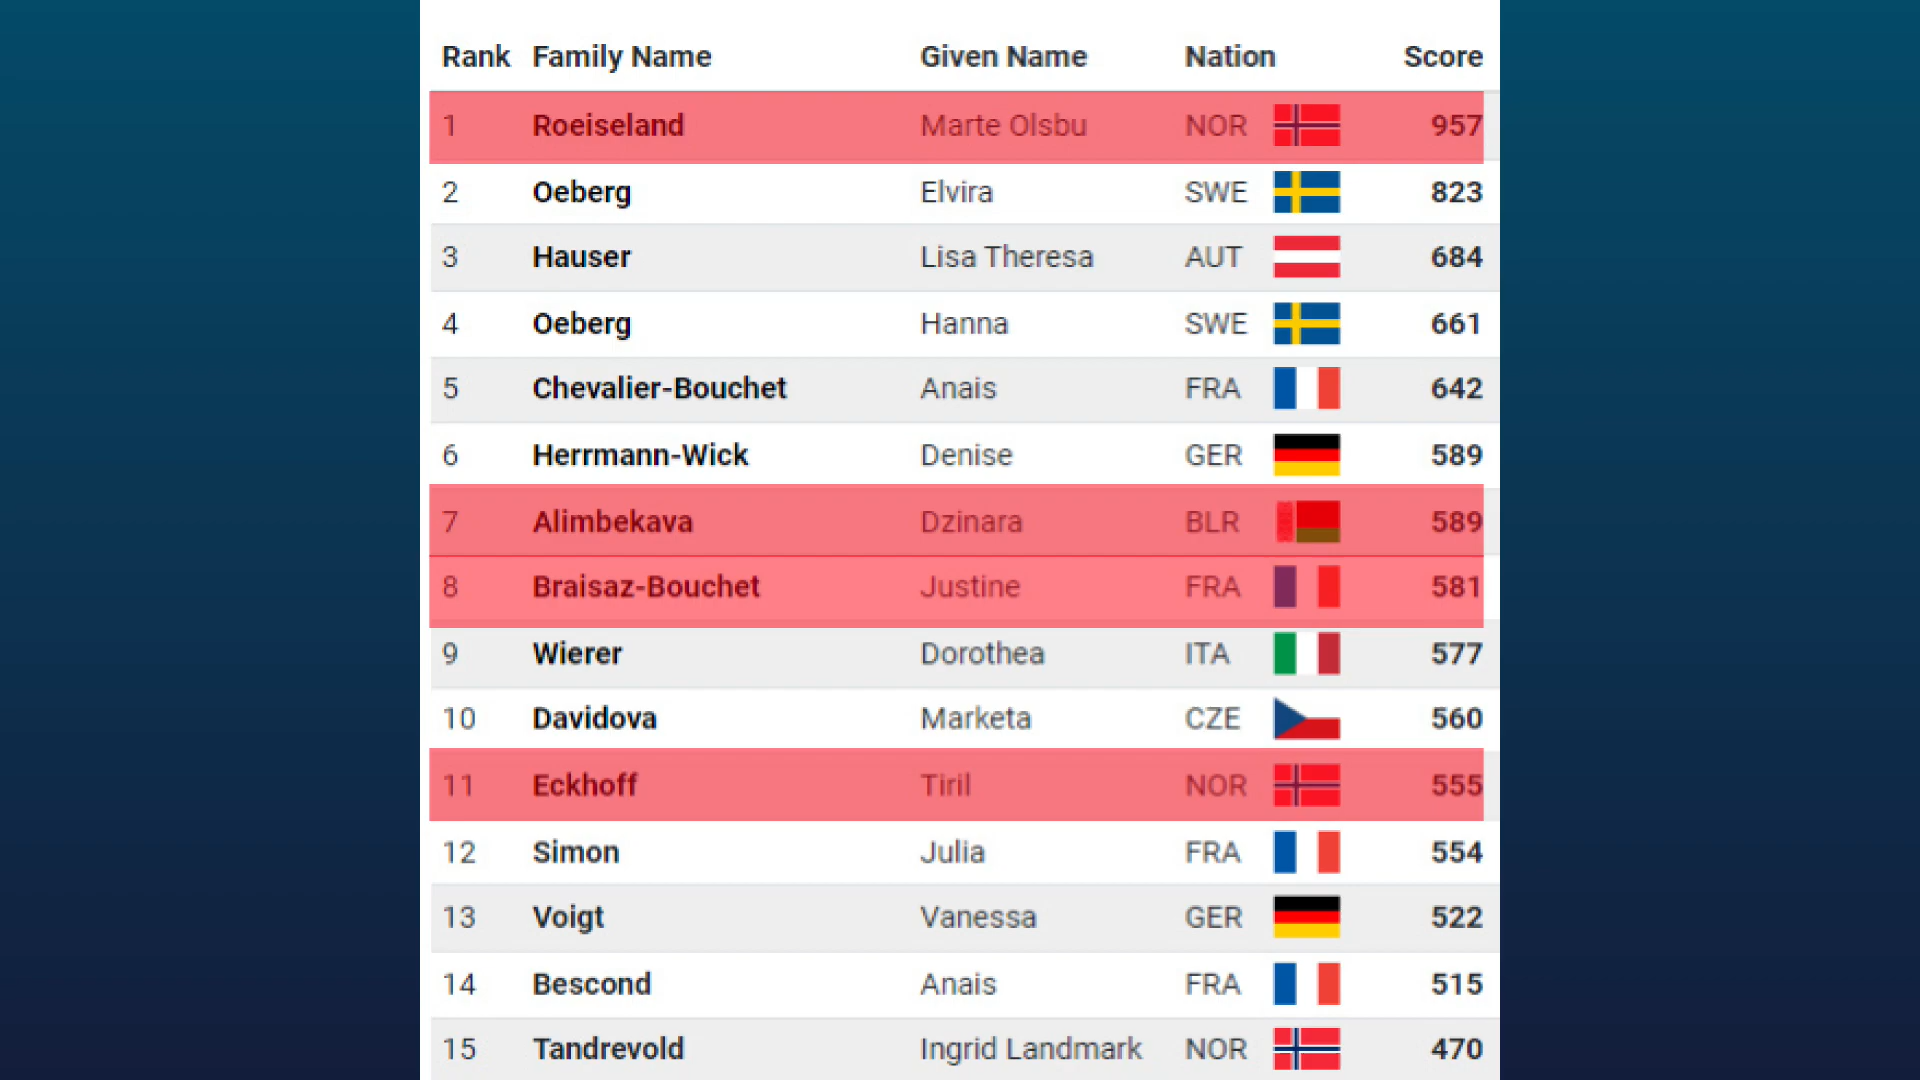 Rank Family Name Given Name Nation Score
1 Roeiseland Marte Olsbu NOR 957
2 Oeberg Elvira SWE 823
3 Hauser Lisa Theresa AUT 684
4 Oeberg Hanna SWE 661
5 Chevalier-Bouchet Anais FRA 642
6 Herrmann-Wick Denise GER 589
7 Alimbekava Dzinara BLR 589
8 Braisaz-Bouchet Justine FRA 581
9 Wierer Dorothea ITA 577
10 Davidova Marketa CZE 560
11 Eckhoff Tiril NOR 555
12 Simon Julia FRA 554
13 Voigt Vanessa GER 522
14 Bescond Anais FRA 515
15 Tandrevold Ingrid Landmark NOR 470